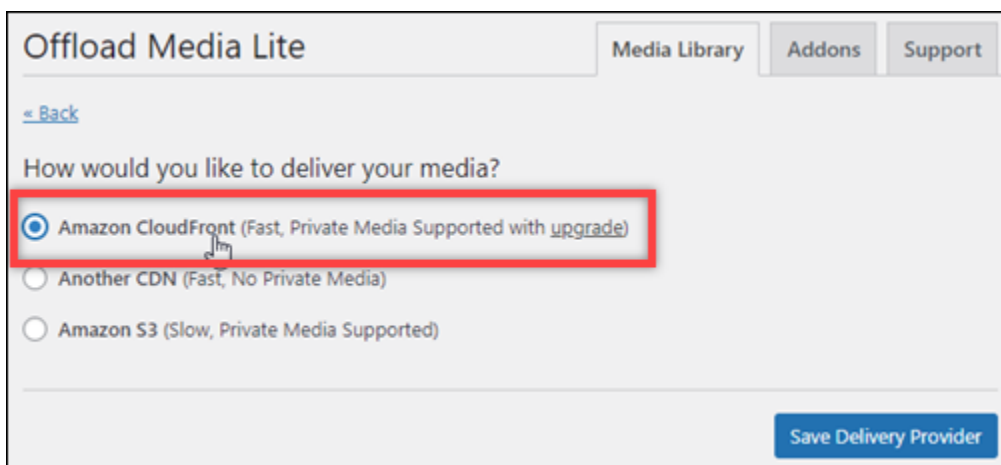 Offload Media Lite
Media Library
Addons
Support
« Back
How would you like to deliver your media?
Amazon CloudFront (Fast, Private Media Supported with upgrade)
Another CDN (Fast, No Private Media)
Amazon S3 (Slow, Private Media Supported)
Save Delivery Provider